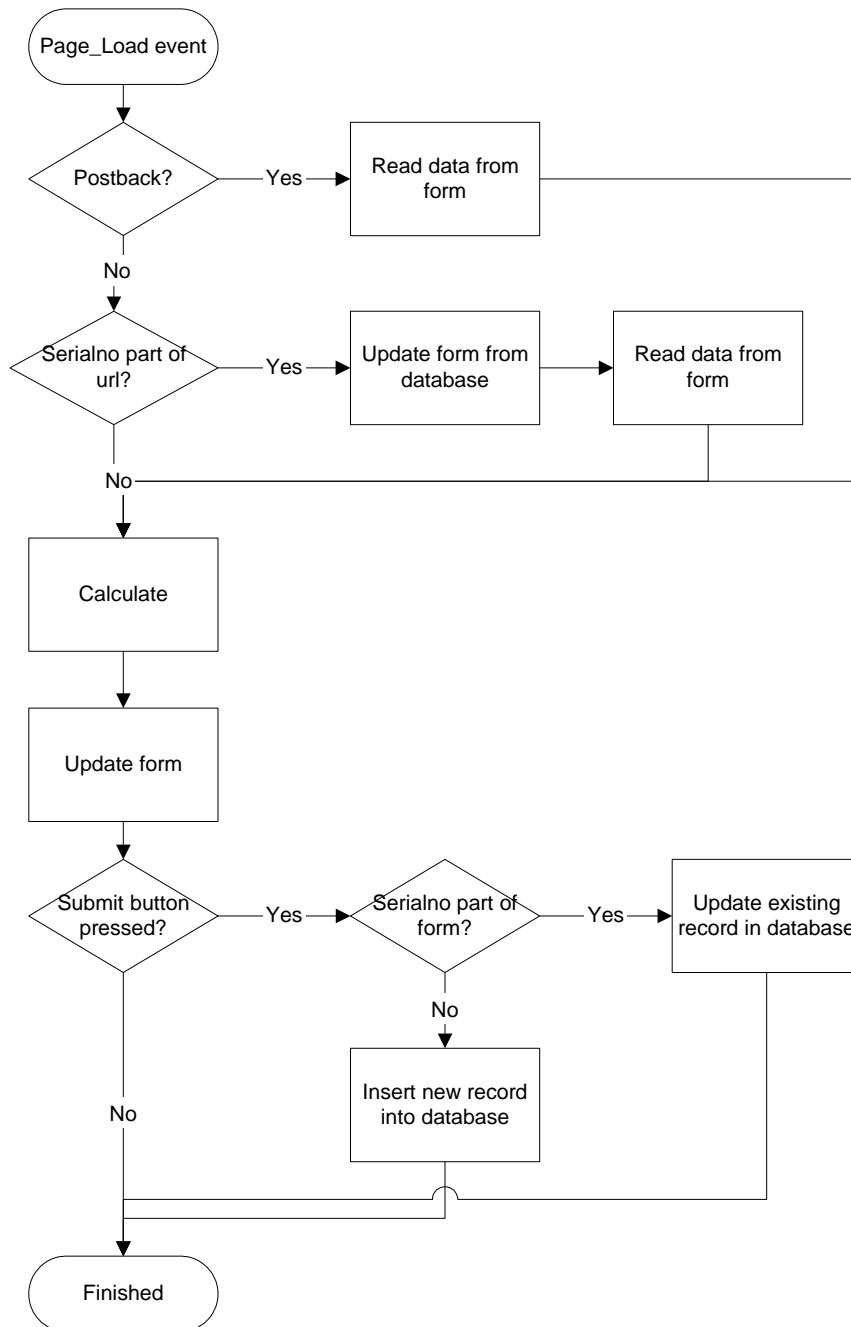 Page_Load event
Postback?
Yes
Read data from
form
No
Serialno part of
url?
Yes
Update form from
database
Read data from
form
No
Calculate
Update form
Submit button
pressed?
Yes
Serialno part of
form?
Yes
Update existing
record in database
No
Insert new record
into database
No
Finished